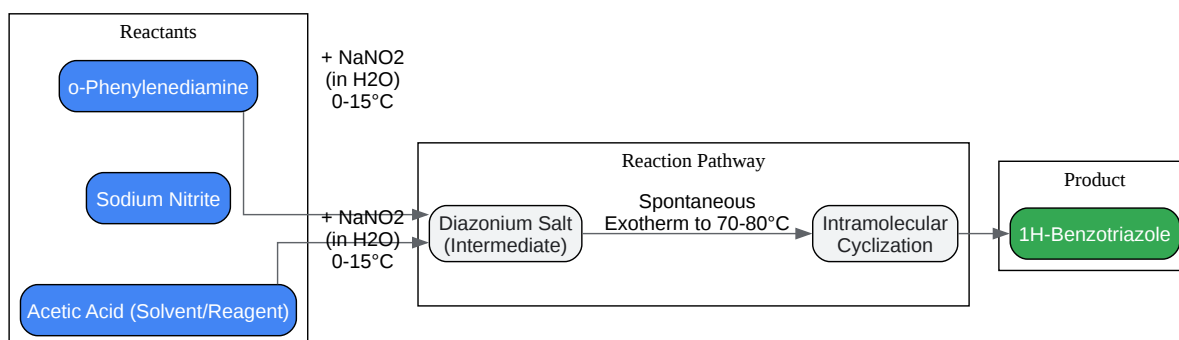 Reactants
o-Phenylenediamine
Sodium Nitrite
Acetic Acid (Solvent/Reagent)
+ NaNO2
(in H2O)
0-15°C
+ NaNO2
(in H2O)
0-15°C
Reaction Pathway
Diazonium Salt
(Intermediate)
Spontaneous
Exotherm to 70-80°C
Intramolecular
Cyclization
Product
1H-Benzotriazole